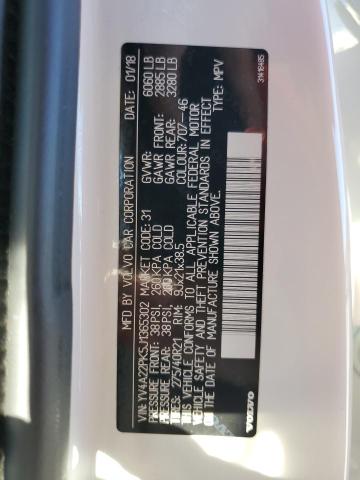 MFD BY VOLVO CAR CORPORATION DATE: 01/18
VIN: YV4A22PK5J1365302 MARKET CODE: 31 GVWR: 6060 LB
PRESSURE FRONT: 38 PSI, 260 KPA COLD GAWR FRONT: 2885 LB
PRESSURE REAR: 38 PSI, 260 KPA COLD GAWR REAR: 3280 LB
TIRES: 275/40R21 RIM: 9JX21X38.5 COLOUR: 707-46
THIS VEHICLE CONFORMS TO ALL APPLICABLE FEDERAL MOTOR
VEHICLE SAFETY AND THEFT PREVENTION STANDARDS IN EFFECT
ON THE DATE OF MANUFACTURE SHOWN ABOVE.
TYPE: MPV
VOLVO
31416485